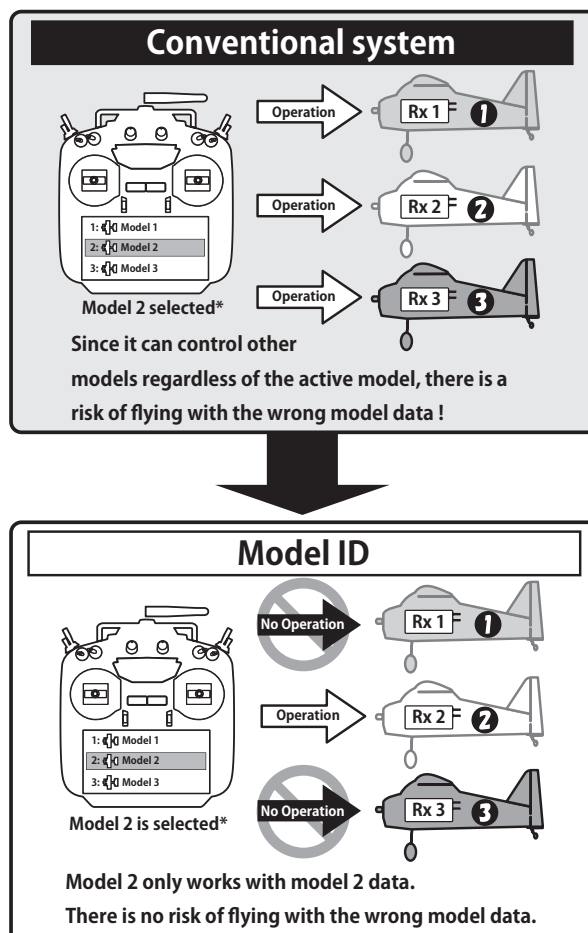 Conventional system
Operation
Rx 1
1
Operation
Rx 2
2
1: Model 1
2: Model 2
3: Model 3
Operation
Rx 3
3
Model 2 selected*
Since it can control other
models regardless of the active model, there is a
risk of flying with the wrong model data !
Model ID
No Operation
Rx 1
1
Operation
Rx 2
2
1: Model 1
2: Model 2
3: Model 3
No Operation
Rx 3
3
Model 2 is selected*
Model 2 only works with model 2 data.
There is no risk of flying with the wrong model data.